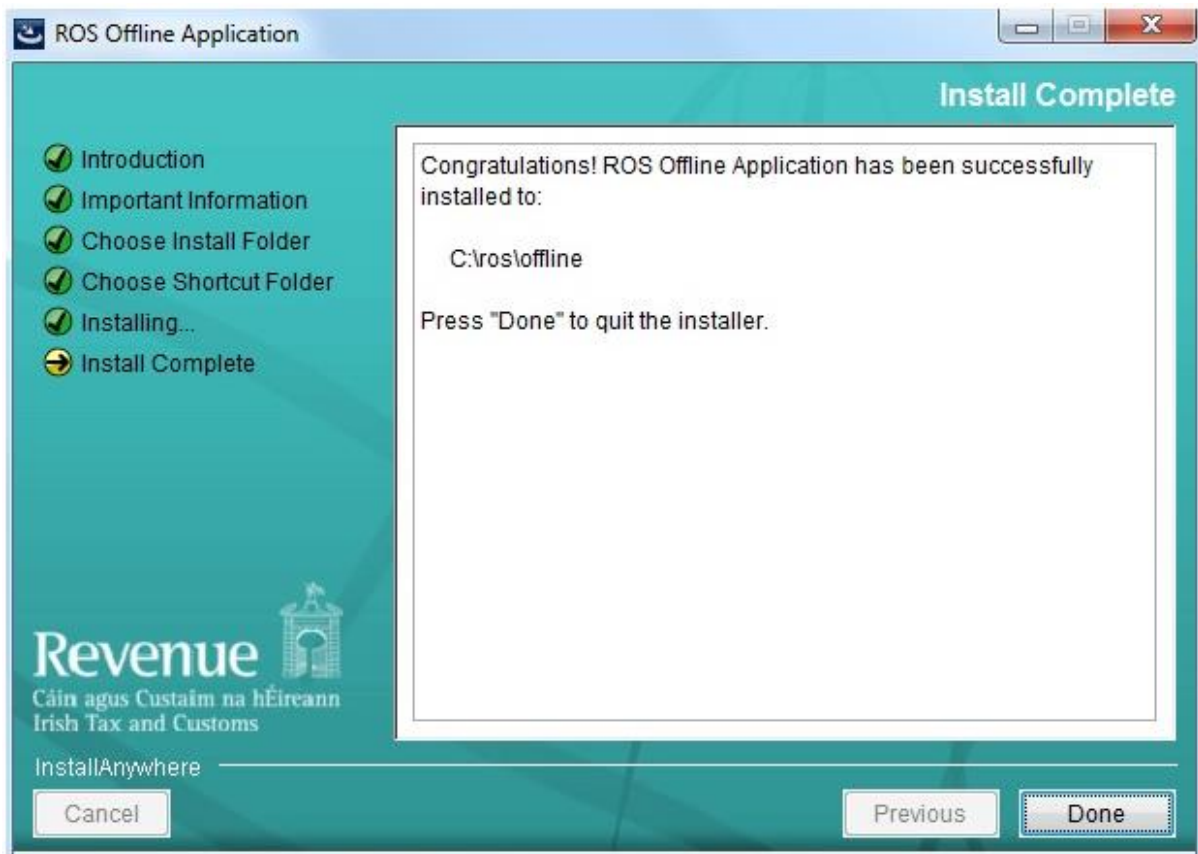 ROS Offline Application
Install Complete
Introduction
Important Information
Choose Install Folder
Choose Shortcut Folder
Installing...
Install Complete
Congratulations! ROS Offline Application has been successfully
installed to:
C:\ros\offline
Press "Done" to quit the installer.
Revenue
Cáin agus Custaim na hÉireann
Irish Tax and Customs
InstallAnywhere
Cancel
Previous
Done